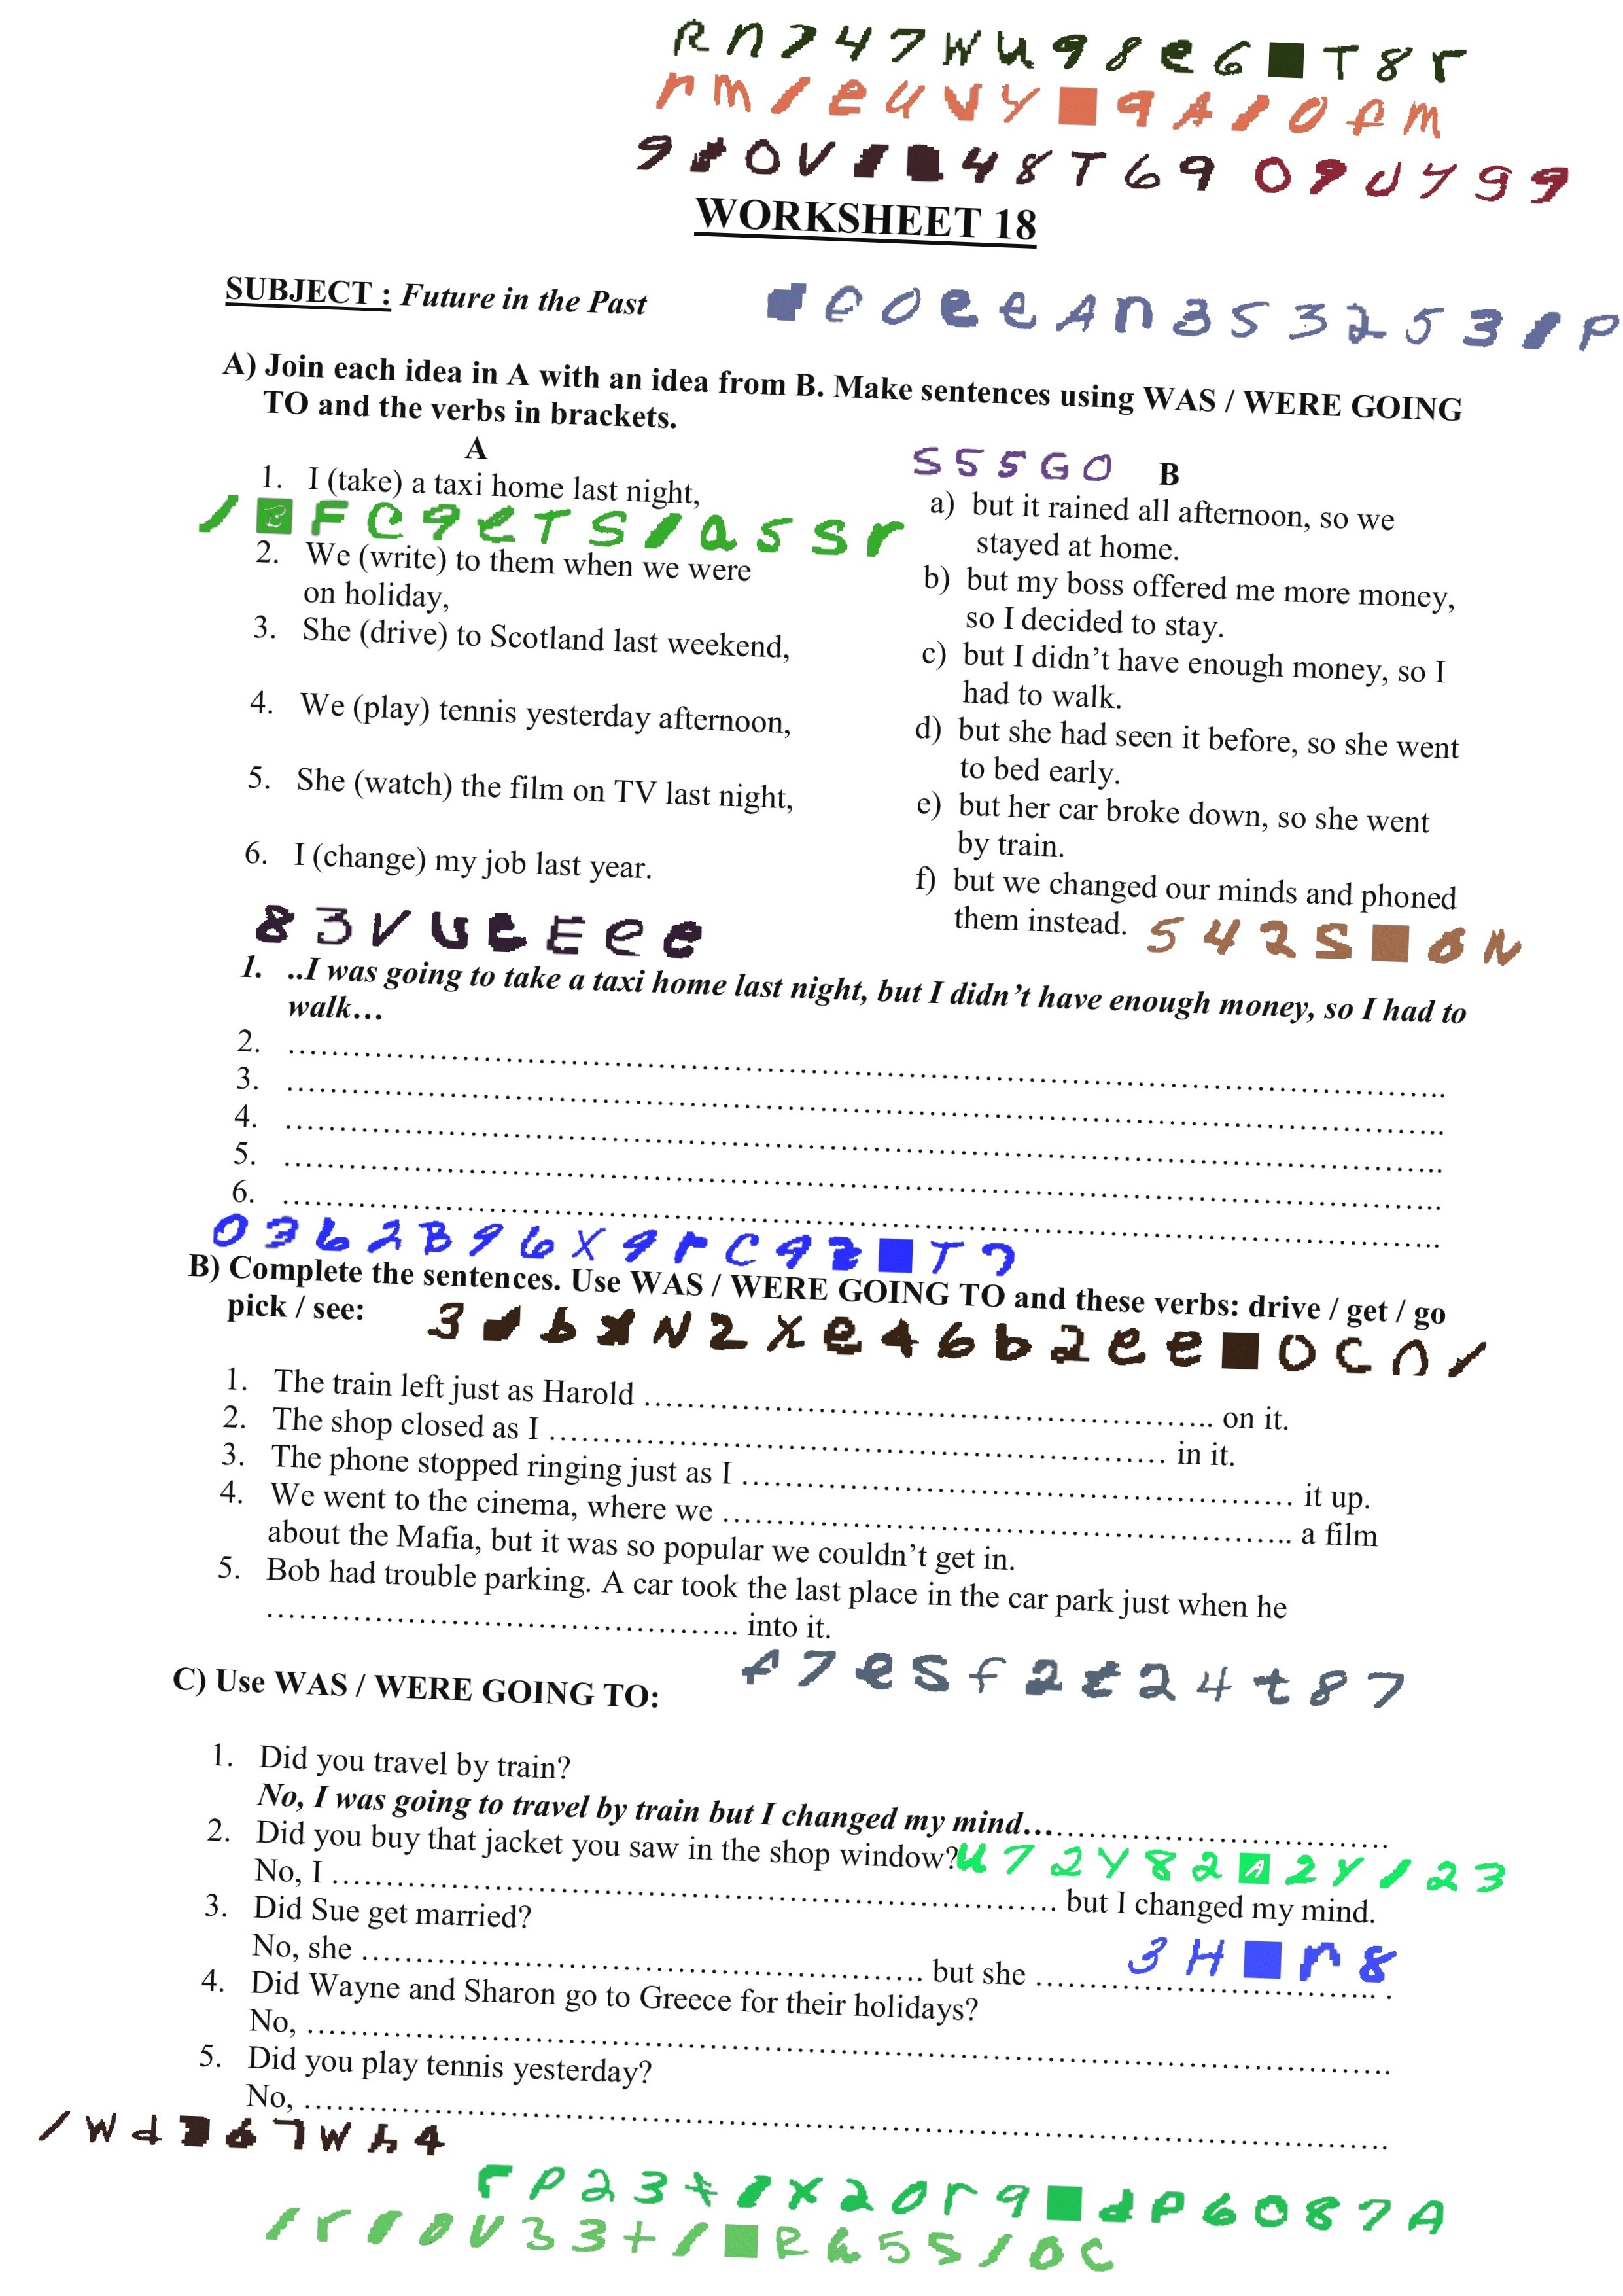 WORKSHEET 18
SUBJECT : Future in the Past
A) Join each idea in A with an idea from B. Make sentences using WAS / WERE GOING
TO and the verbs in brackets.
A
1. I (take) a taxi home last night,
2. We (write) to them when we were
on holiday,
3. She (drive) to Scotland last weekend,
4. We (play) tennis yesterday afternoon,
5. She (watch) the film on TV last night,
6. I (change) my job last year.
S55GO
B
a) but it rained all afternoon, so we
stayed at home.
b) but my boss offered me more money,
so I decided to stay.
c) but I didn't have enough money, so I
had to walk.
d) but she had seen it before, so she went
to bed early.
e) but her car broke down, so she went
by train.
f) but we changed our minds and phoned
them instead.
1. ..I was going to take a taxi home last night, but I didn't have enough money, so I had to
walk…
2. ……………………………………………………………………………………………..
3. ……………………………………………………………………………………………..
4. ……………………………………………………………………………………………..
5. ……………………………………………………………………………………………..
6. ……………………………………………………………………………………………..
B) Complete the sentences. Use WAS / WERE GOING TO and these verbs: drive / get / go
pick / see:
1. The train left just as Harold …………………………………………….. on it.
2. The shop closed as I ………………………………………………… in it.
3. The phone stopped ringing just as I …………………………………………… it up.
4. We went to the cinema, where we …………………………………………….. a film
about the Mafia, but it was so popular we couldn't get in.
5. Bob had trouble parking. A car took the last place in the car park just when he
…………………………………….. into it.
C) Use WAS / WERE GOING TO:
1. Did you travel by train?
No, I was going to travel by train but I changed my mind…………………………….
2. Did you buy that jacket you saw in the shop window?
No, I …………………………………………………………. but I changed my mind.
3. Did Sue get married?
No, she ……………………………………………. but she ………………………….. .
4. Did Wayne and Sharon go to Greece for their holidays?
No, ……………………………………………………………………………………….
5. Did you play tennis yesterday?
No, ……………………………………………………………………………………….